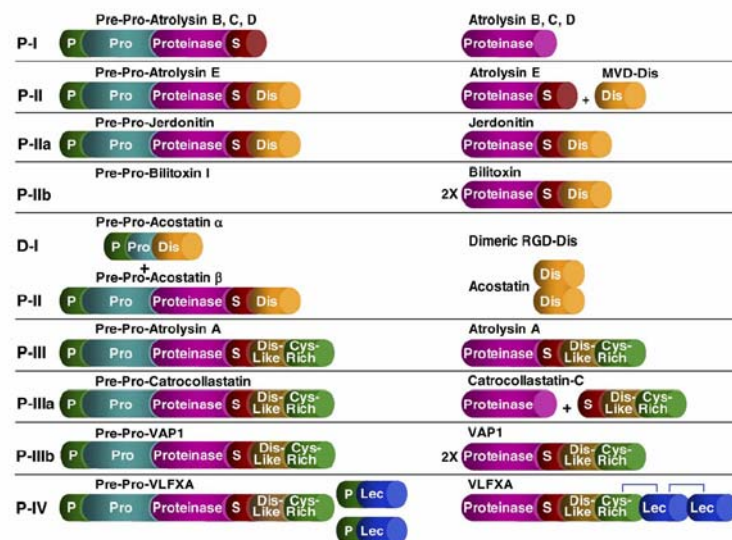 Pre-Pro-Atrolysin B, C, D
Atrolysin B, C, D
P-I
P Pro Proteinase S
Proteinase
Pre-Pro-Atrolysin E
Atrolysin E
MVD-Dis
P-II
P Pro Proteinase S Dis
Proteinase S + Dis
Pre-Pro-Jerdonitin
Jerdonitin
P-IIa
P Pro Proteinase S Dis
Proteinase S Dis
Pre-Pro-Bilitoxin I
Bilitoxin
P-IIb
2X Proteinase S Dis
Pre-Pro-Acostatin α
D-I
P Pro Dis
Dimeric RGD-Dis
+
Pre-Pro-Acostatin β
Acostatin
Dis
Dis
P-II
P Pro Proteinase S Dis
Pre-Pro-Atrolysin A
Atrolysin A
P-III
P Pro Proteinase S Dis-Like Cys-Rich
Proteinase S Dis-Like Cys-Rich
Pre-Pro-Catrocollastatin
Catrocollastatin-C
P-IIIa
P Pro Proteinase S Dis-Like Cys-Rich
Proteinase + S Dis-Like Cys-Rich
Pre-Pro-VAP1
VAP1
P-IIIb
P Pro Proteinase S Dis-Like Cys-Rich
2X Proteinase S Dis-Like Cys-Rich
Pre-Pro-VLFXA
VLFXA
P-IV
P Pro Proteinase S Dis-Like Cys-Rich
P Lec
P Lec
Proteinase S Dis-Like Cys-Rich Lec Lec